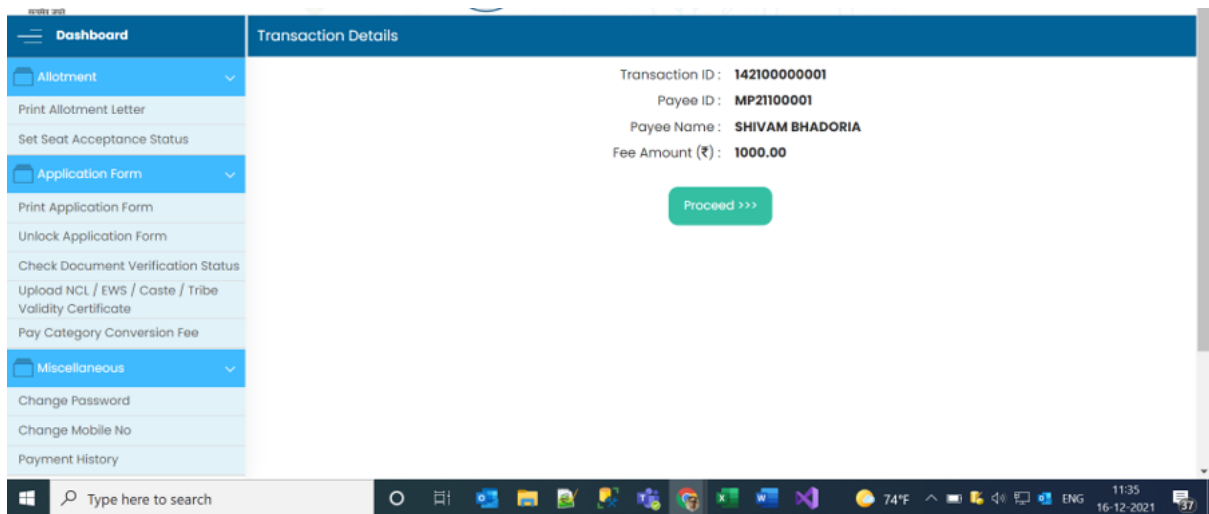 Dashboard
Transaction Details
Allotment
Print Allotment Letter
Set Seat Acceptance Status
Application Form
Print Application Form
Unlock Application Form
Check Document Verification Status
Upload NCL / EWS / Caste / Tribe
Validity Certificate
Pay Category Conversion Fee
Miscellaneous
Change Password
Change Mobile No
Payment History
Transaction ID : 142100000001
Payee ID : MP21100001
Payee Name : SHIVAM BHADORIA
Fee Amount (₹) : 1000.00
Proceed >>>
Type here to search
74°F
ENG
11:35
16-12-2021
37